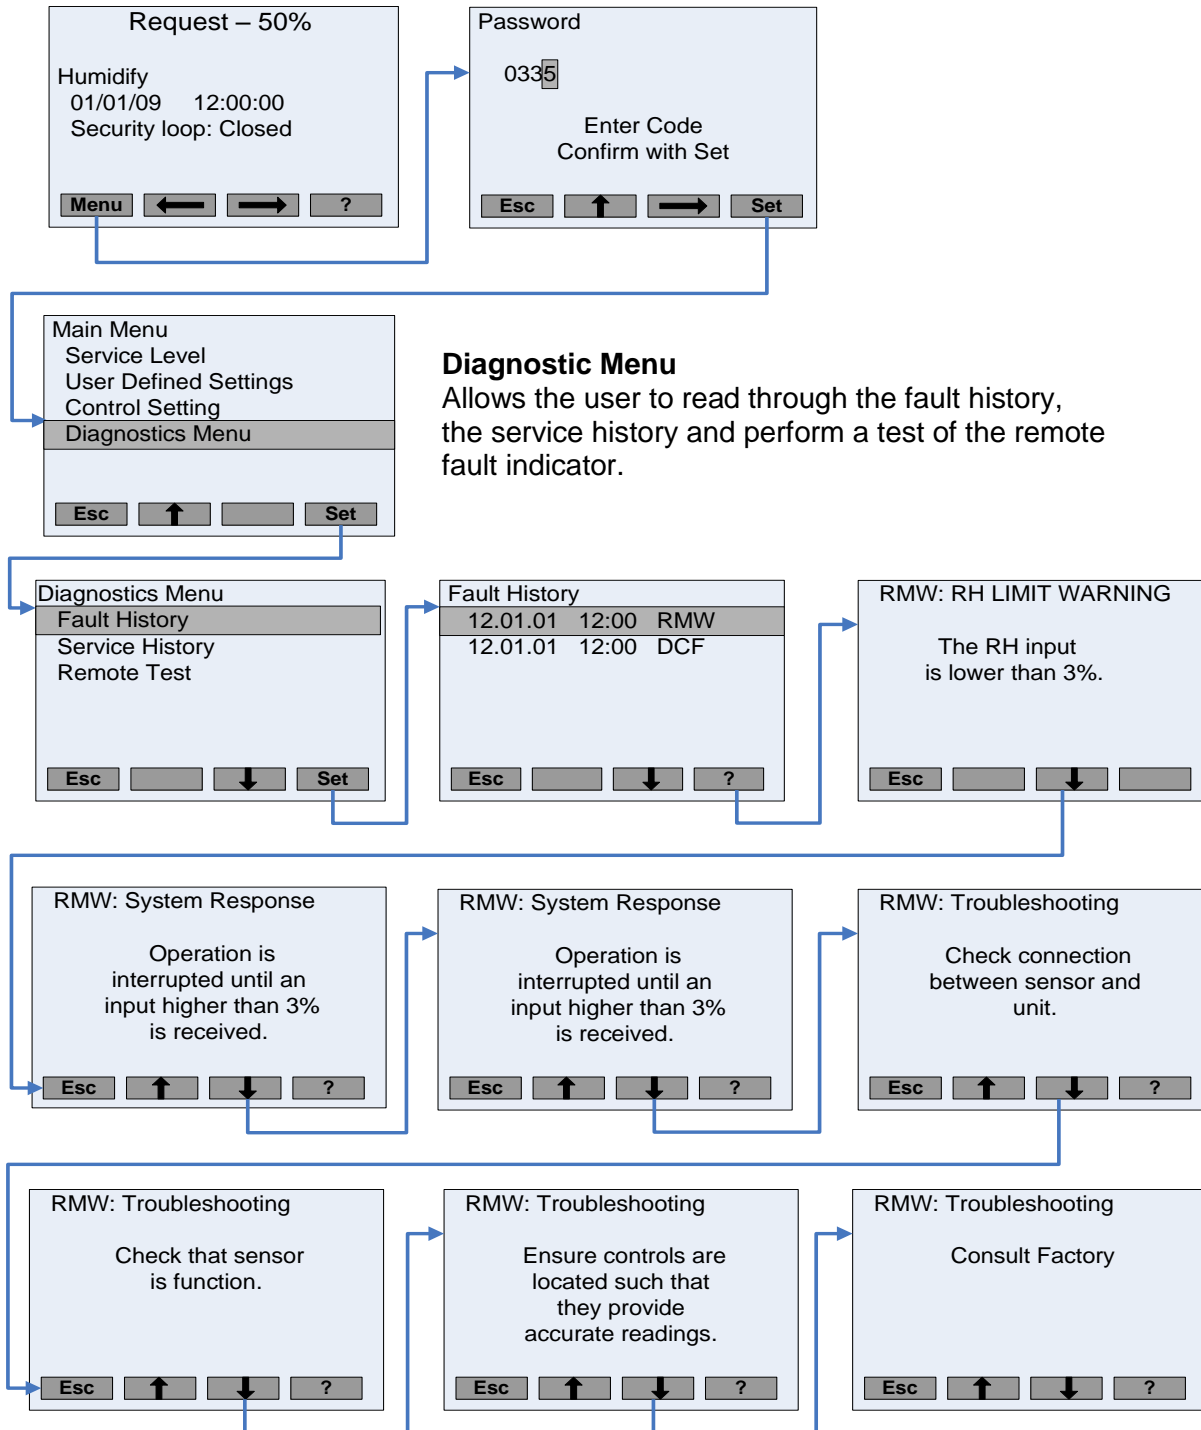 Request – 50%
Humidify
01/01/09 12:00:00
Security loop: Closed
Menu ← → ?
Password
0335
Enter Code
Confirm with Set
Esc ↑ → Set
Main Menu
Service Level
User Defined Settings
Control Setting
Diagnostics Menu
Esc ↑ Set
Diagnostic Menu
Allows the user to read through the fault history,
the service history and perform a test of the remote
fault indicator.
Diagnostics Menu
Fault History
Service History
Remote Test
Esc ↓ Set
Fault History
12.01.01 12:00 RMW
12.01.01 12:00 DCF
Esc ↓ ?
RMW: RH LIMIT WARNING
The RH input
is lower than 3%.
Esc ↓
RMW: System Response
Operation is
interrupted until an
input higher than 3%
is received.
Esc ↑ ↓ ?
RMW: System Response
Operation is
interrupted until an
input higher than 3%
is received.
Esc ↑ ↓ ?
RMW: Troubleshooting
Check connection
between sensor and
unit.
Esc ↑ ↓ ?
RMW: Troubleshooting
Check that sensor
is function.
Esc ↑ ↓ ?
RMW: Troubleshooting
Ensure controls are
located such that
they provide
accurate readings.
Esc ↑ ↓ ?
RMW: Troubleshooting
Consult Factory
Esc ↑ ↓ ?